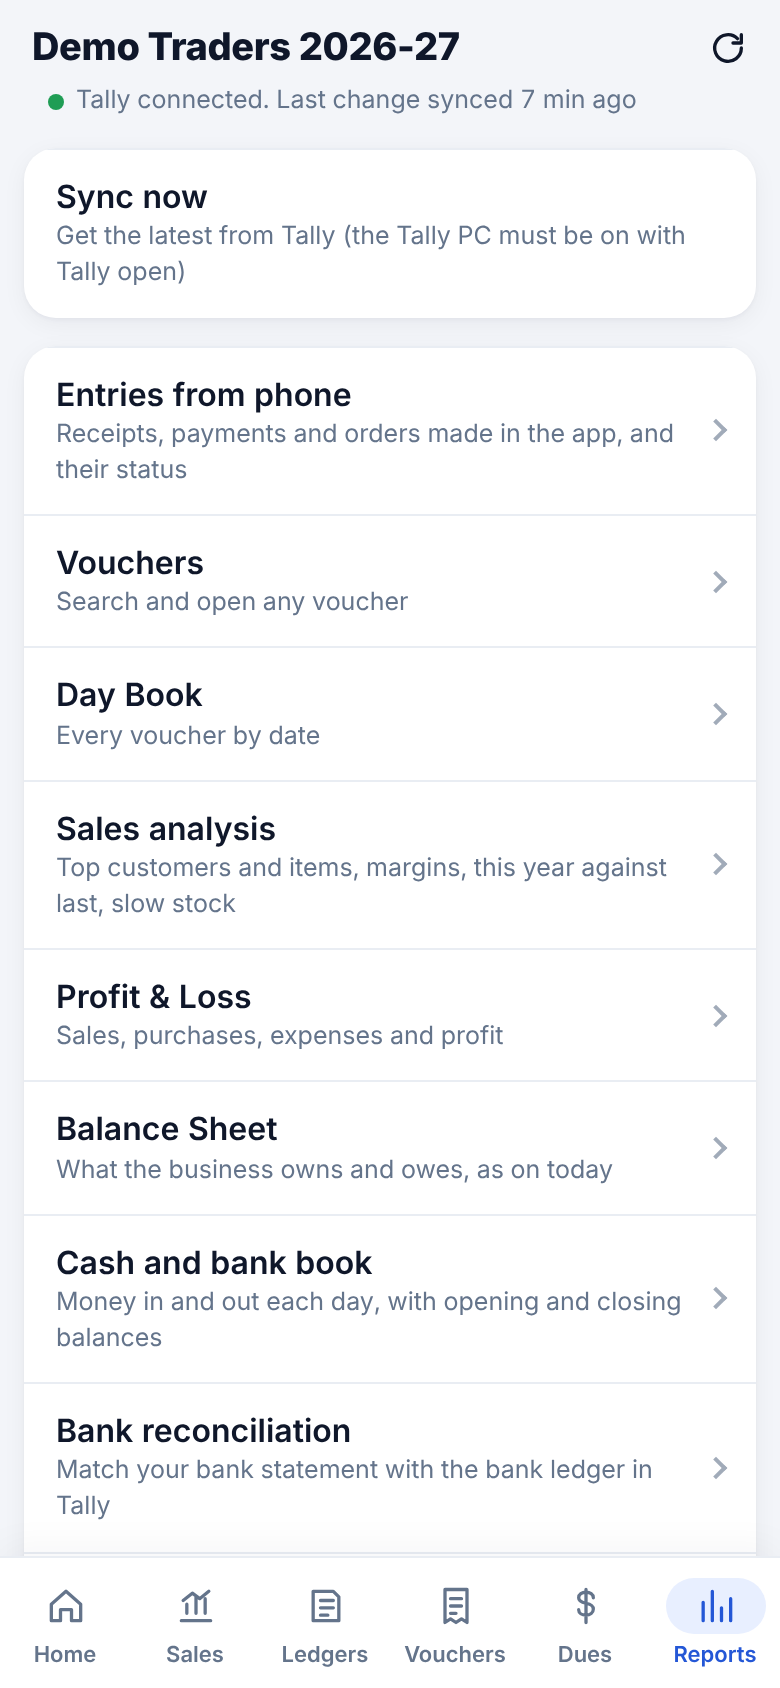 Demo Traders 2026-27
Tally connected. Last change synced 7 min ago
Sync now
Get the latest from Tally (the Tally PC must be on with
Tally open)
Entries from phone
Receipts, payments and orders made in the app, and
their status
Vouchers
Search and open any voucher
Day Book
Every voucher by date
Sales analysis
Top customers and items, margins, this year against
last, slow stock
Profit & Loss
Sales, purchases, expenses and profit
Balance Sheet
What the business owns and owes, as on today
Cash and bank book
Money in and out each day, with opening and closing
balances
Bank reconciliation
Match your bank statement with the bank ledger in
Tally
Home Sales Ledgers Vouchers Dues Reports